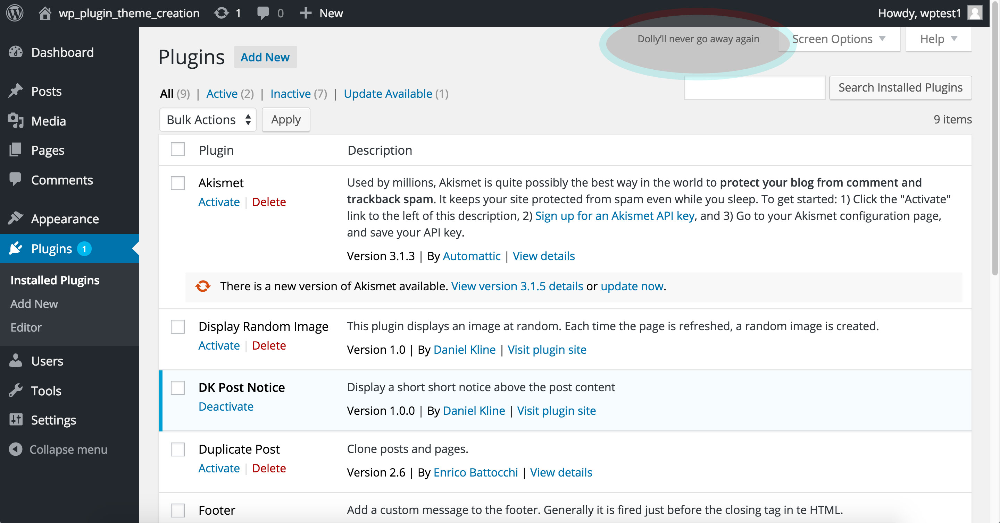 wp_plugin_theme_creation 1 0 New Howdy, wptest1
Dolly’ll never go away again Screen Options Help
Plugins Add New
All (9) | Active (2) | Inactive (7) | Update Available (1)
Search Installed Plugins
Bulk Actions Apply 9 items
Dashboard
Posts
Media
Pages
Comments
Appearance
Plugins 1
Installed Plugins
Add New
Editor
Users
Tools
Settings
Collapse menu
Plugin Description
Akismet
Activate | Delete
Used by millions, Akismet is quite possibly the best way in the world to protect your blog from comment and
trackback spam. It keeps your site protected from spam even while you sleep. To get started: 1) Click the "Activate"
link to the left of this description, 2) Sign up for an Akismet API key, and 3) Go to your Akismet configuration page,
and save your API key.
Version 3.1.3 | By Automattic | View details
There is a new version of Akismet available. View version 3.1.5 details or update now.
Display Random Image
Activate | Delete
This plugin displays an image at random. Each time the page is refreshed, a random image is created.
Version 1.0 | By Daniel Kline | Visit plugin site
DK Post Notice
Deactivate
Display a short short notice above the post content
Version 1.0.0 | By Daniel Kline | Visit plugin site
Duplicate Post
Activate | Delete
Clone posts and pages.
Version 2.6 | By Enrico Battocchi | View details
Footer
Add a custom message to the footer. Generally it is fired just before the closing tag in te HTML.